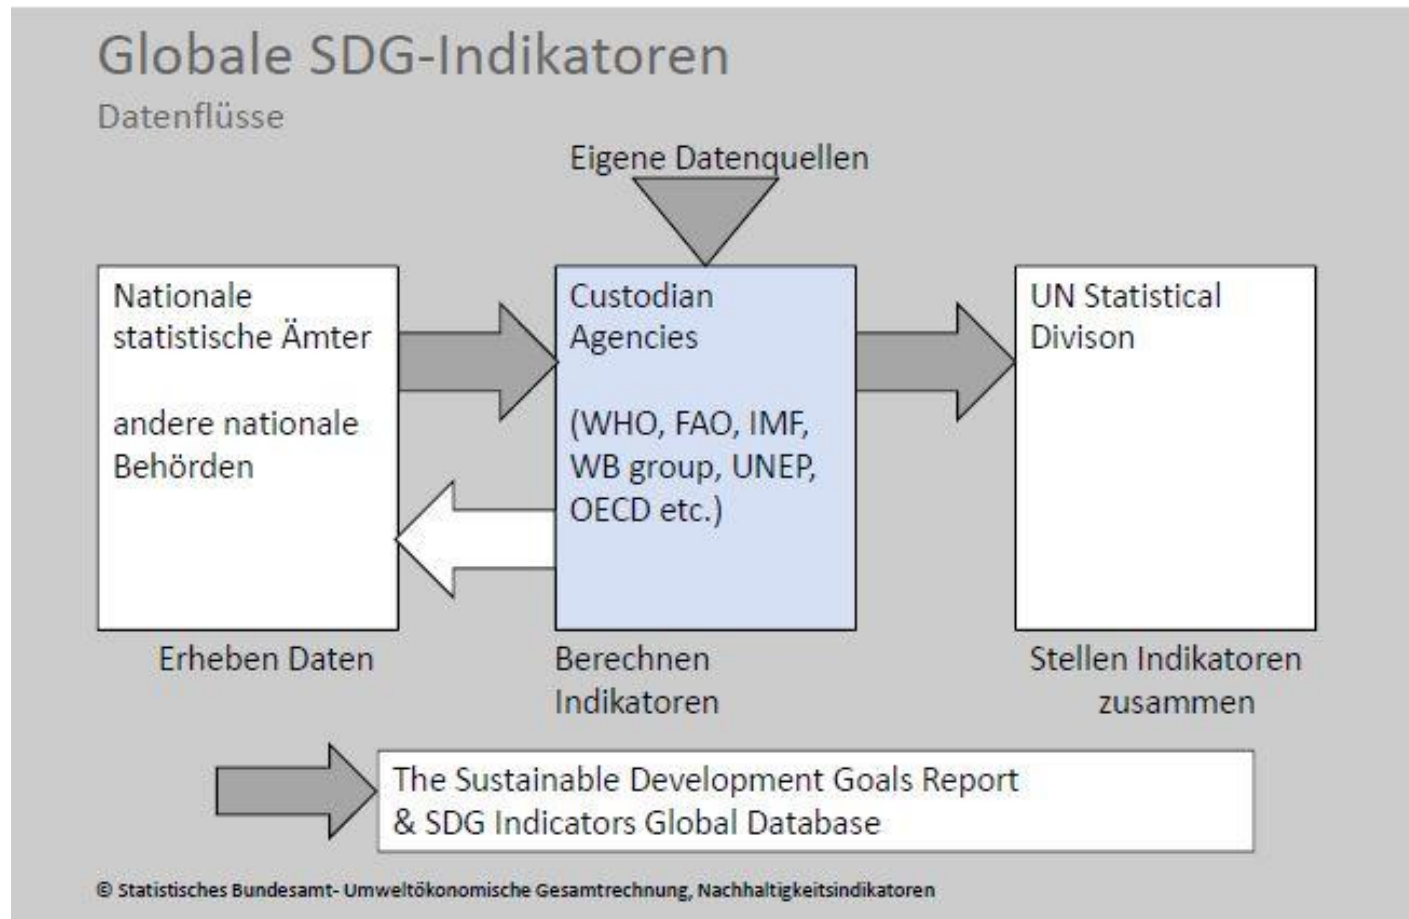 Globale SDG-Indikatoren
Datenflüsse
Eigene Datenquellen
Nationale
statistische Ämter
andere nationale
Behörden
Custodian
Agencies
(WHO, FAO, IMF,
WB group, UNEP,
OECD etc.)
UN Statistical
Divison
Erheben Daten
Berechnen
Indikatoren
Stellen Indikatoren
zusammen
The Sustainable Development Goals Report
& SDG Indicators Global Database
© Statistisches Bundesamt- Umweltökonomische Gesamtrechnung, Nachhaltigkeitsindikatoren